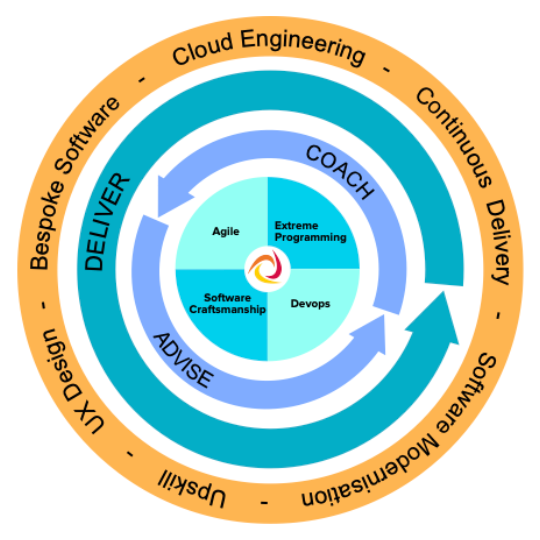 Cloud Engineering - Continuous Delivery - Software Modernisation - Upskill - UX Design - Bespoke Software -
DELIVER
COACH
ADVISE
Agile
Extreme
Programming
Software
Craftsmanship
Devops